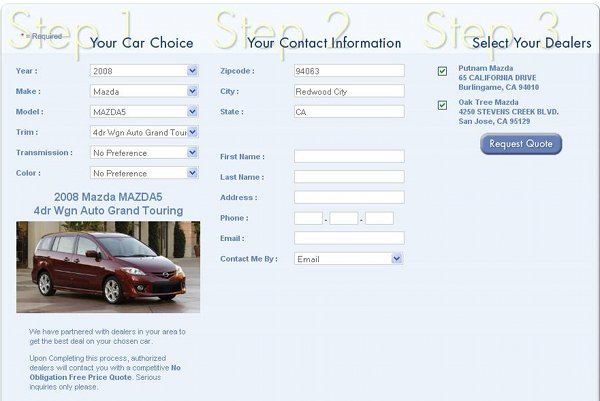 Step 1
* = Required
Your Car Choice
Year :
2008
Make :
Mazda
Model :
MAZDA5
Trim :
4dr Wgn Auto Grand Tour
Transmission :
No Preference
Color :
No Preference
2008 Mazda MAZDA5
4dr Wgn Auto Grand Touring
We have partnered with dealers in your area to
get the best deal on your chosen car.
Upon Completing this process, authorized
dealers will contact you with a competitive No
Obligation Free Price Quote. Serious
inquiries only please.
Step 2
Your Contact Information
Zipcode :
94063
City :
Redwood City
State :
CA
First Name :
Last Name :
Address :
Phone :
- -
Email :
Contact Me By :
Email
Step 3
Select Your Dealers
Putnam Mazda
65 CALIFORNIA DRIVE
Burlingame, CA 94010
Oak Tree Mazda
4250 STEVENS CREEK BLVD.
San Jose, CA 95129
Request Quote